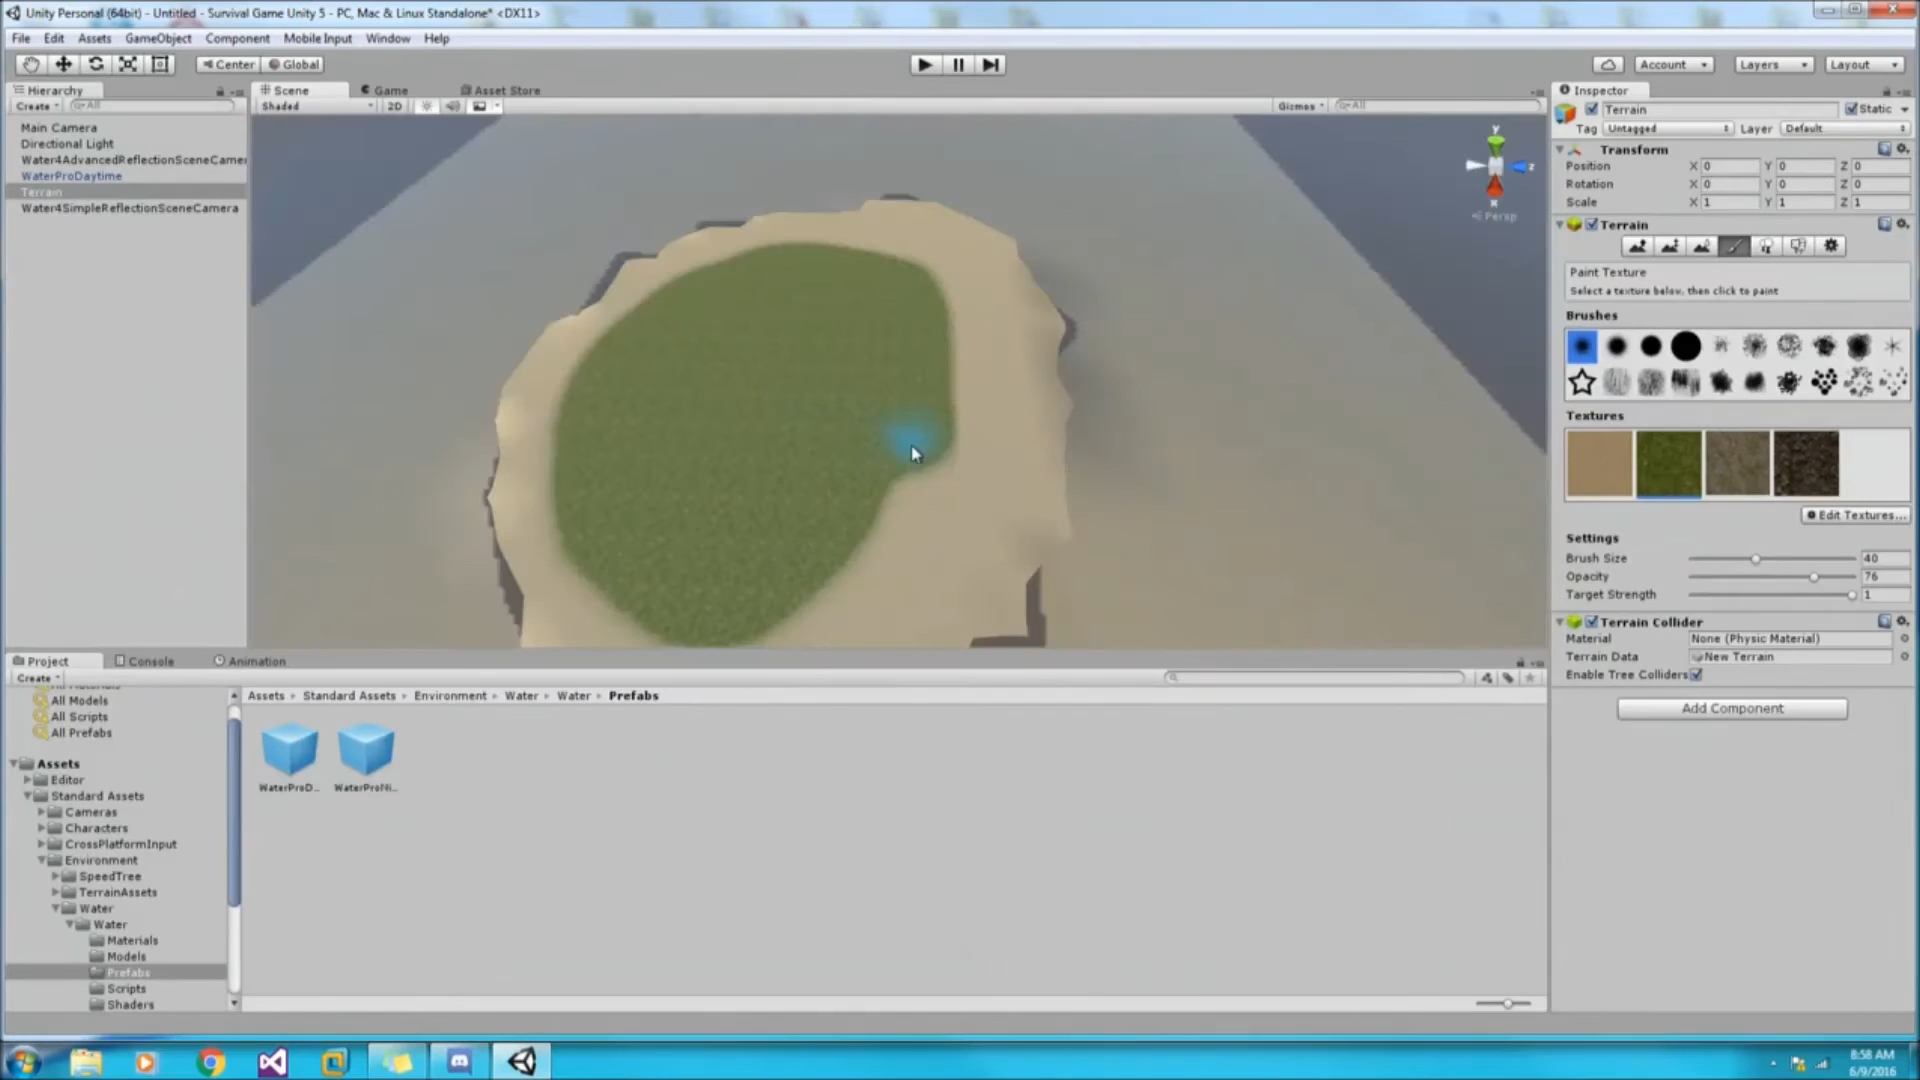 Unity Personal (64bit) - Untitled - Survival Game Unity 5 - PC, Mac & Linux Standalone* <DX11>
File Edit Assets GameObject Component Mobile Input Window Help
Center Global
Account Layers Layout
Hierarchy
Create All
Main Camera
Directional Light
Water4AdvancedReflectionSceneCamer
WaterProDaytime
Terrain
Water4SimpleReflectionSceneCamera
Scene Game Asset Store
Shaded 2D Gizmos All
y
z
x
Persp
Inspector
Terrain Static
Tag Untagged Layer Default
Transform
Position X 0 Y 0 Z 0
Rotation X 0 Y 0 Z 0
Scale X 1 Y 1 Z 1
Terrain
Paint Texture
Select a texture below, then click to paint
Brushes
Textures
Edit Textures...
Settings
Brush Size 40
Opacity 76
Target Strength 1
Terrain Collider
Material None (Physic Material)
Terrain Data New Terrain
Enable Tree Colliders
Add Component
Project Console Animation
Create
All Materials
All Models
All Scripts
All Prefabs
Assets
Editor
Standard Assets
Cameras
Characters
CrossPlatformInput
Environment
SpeedTree
TerrainAssets
Water
Water
Materials
Models
Prefabs
Scripts
Shaders
Assets Standard Assets Environment Water Water Prefabs
WaterProD... WaterProNi...
8:58 AM
6/9/2016